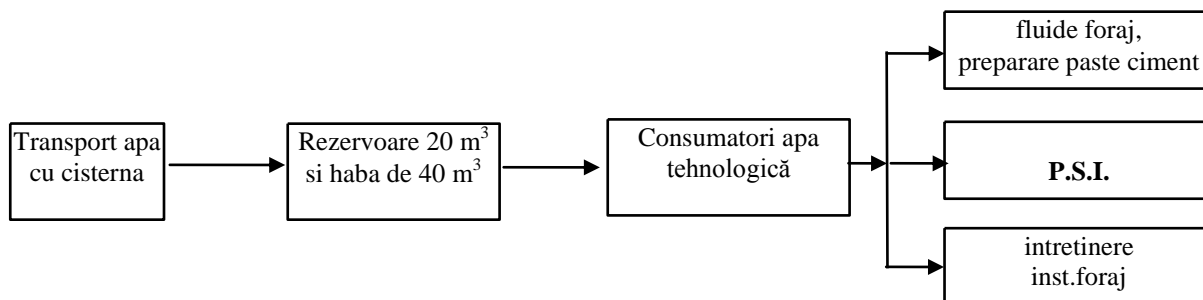 Transport apa
cu cisterna
Rezervoare 20 m³
si haba de 40 m³
Consumatori apa
tehnologică
fluide foraj,
preparare paste ciment
P.S.I.
intretinere
inst.foraj